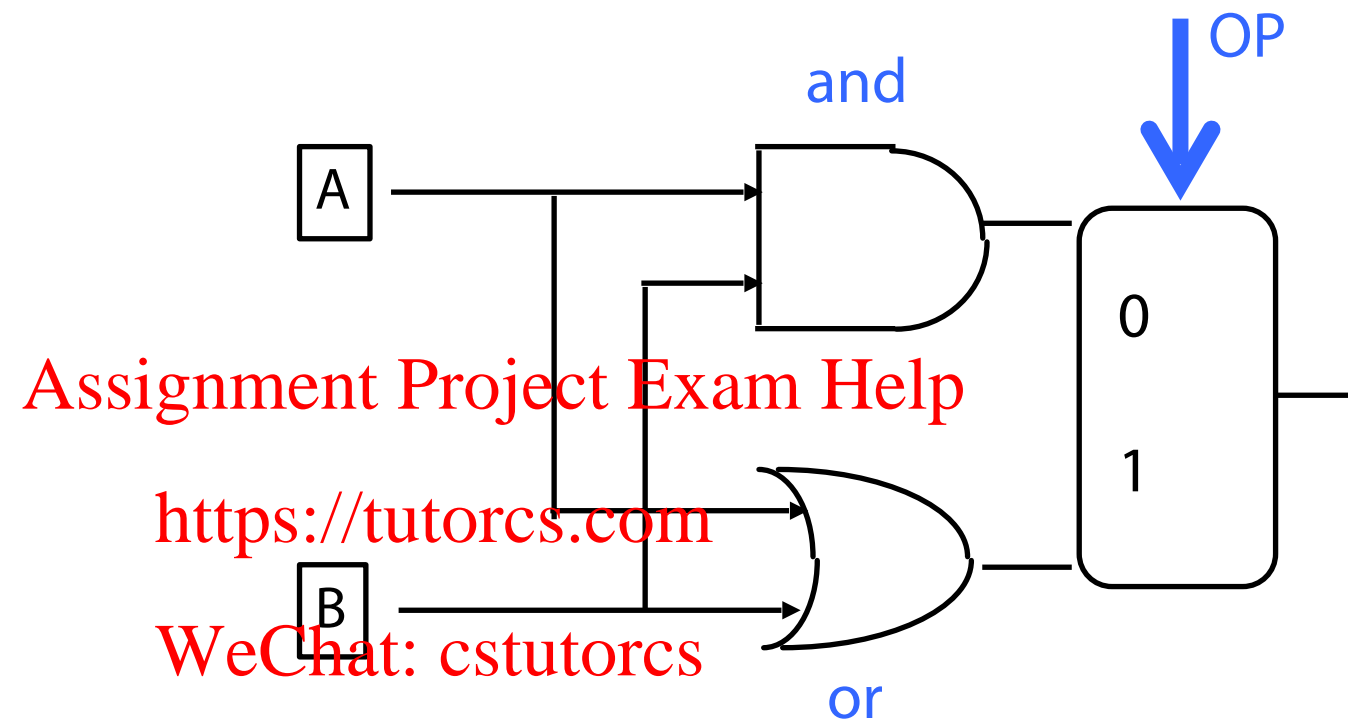 OP
and
A
0
Assignment Project Exam Help
1
https://tutorcs.com
B
WeChat: cstutorcs
or